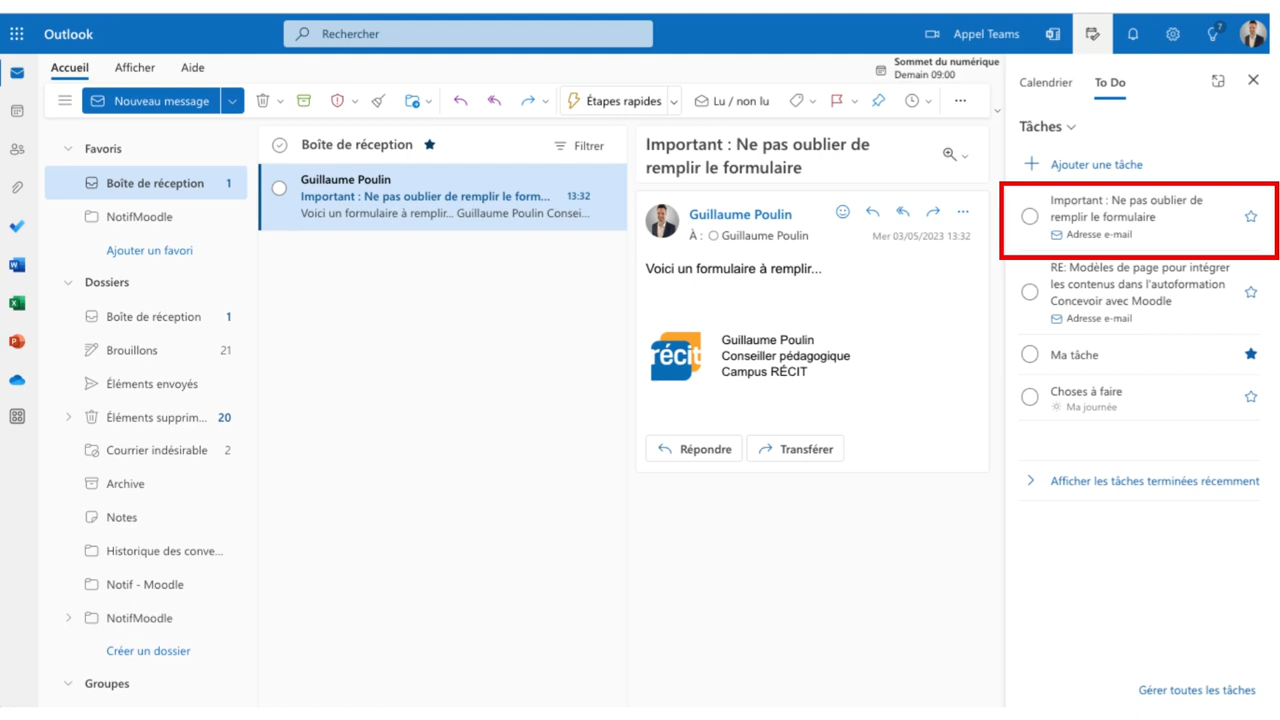 Outlook
Rechercher
Appel Teams
7
Accueil
Afficher
Aide
Sommet du numérique
Demain 09:00
Nouveau message
Étapes rapides
Lu / non lu
Favoris
Boîte de réception 1
NotifMoodle
Ajouter un favori
Dossiers
Boîte de réception 1
Brouillons 21
Éléments envoyés
Éléments supprim... 20
Courrier indésirable 2
Archive
Notes
Historique des conve...
Notif - Moodle
NotifMoodle
Créer un dossier
Groupes
Boîte de réception
Filtrer
Guillaume Poulin
Important : Ne pas oublier de remplir le form... 13:32
Voici un formulaire à remplir... Guillaume Poulin Consei...
Important : Ne pas oublier de
remplir le formulaire
Guillaume Poulin
À : Guillaume Poulin
Mer 03/05/2023 13:32
Voici un formulaire à remplir...
récit
Guillaume Poulin
Conseiller pédagogique
Campus RÉCIT
Répondre
Transférer
Calendrier
To Do
Tâches
Ajouter une tâche
Important : Ne pas oublier de
remplir le formulaire
Adresse e-mail
RE: Modèles de page pour intégrer
les contenus dans l'autoformation
Concevoir avec Moodle
Adresse e-mail
Ma tâche
Choses à faire
Ma journée
Afficher les tâches terminées récemment
Gérer toutes les tâches